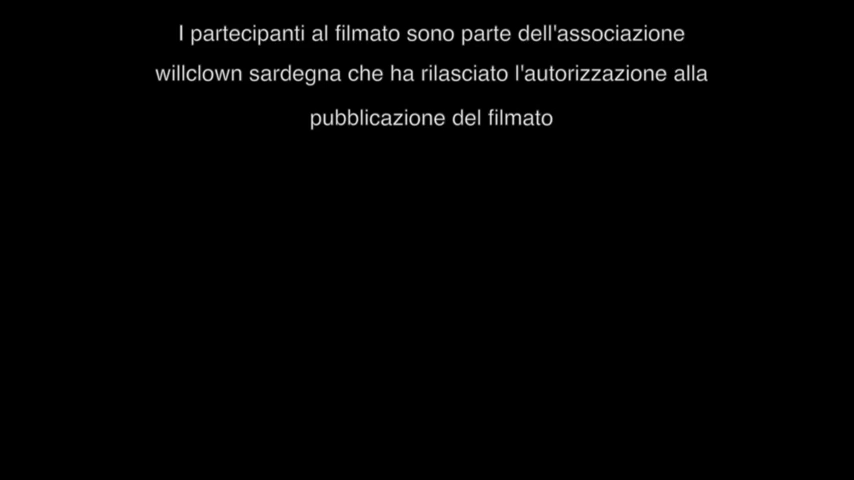 I partecipanti al filmato sono parte dell'associazione
willclown sardegna che ha rilasciato l'autorizzazione alla
pubblicazione del filmato